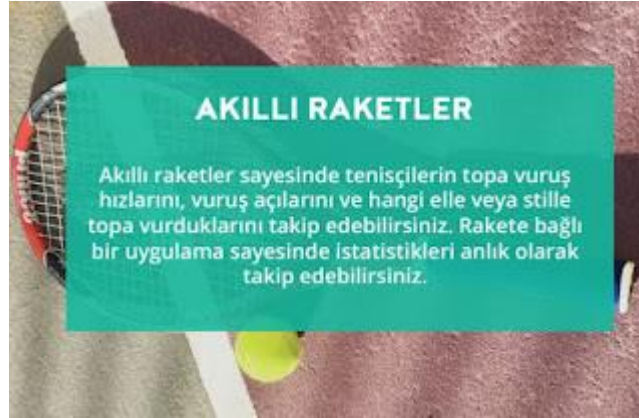 AKILLI RAKETLER
Akıllı raketler sayesinde tenisçilerin topa vuruş
hızlarını, vuruş açılarını ve hangi elle veya stille
topa vurduklarını takip edebilirsiniz. Rakete bağlı
bir uygulama sayesinde istatistikleri anlık olarak
takip edebilirsiniz.